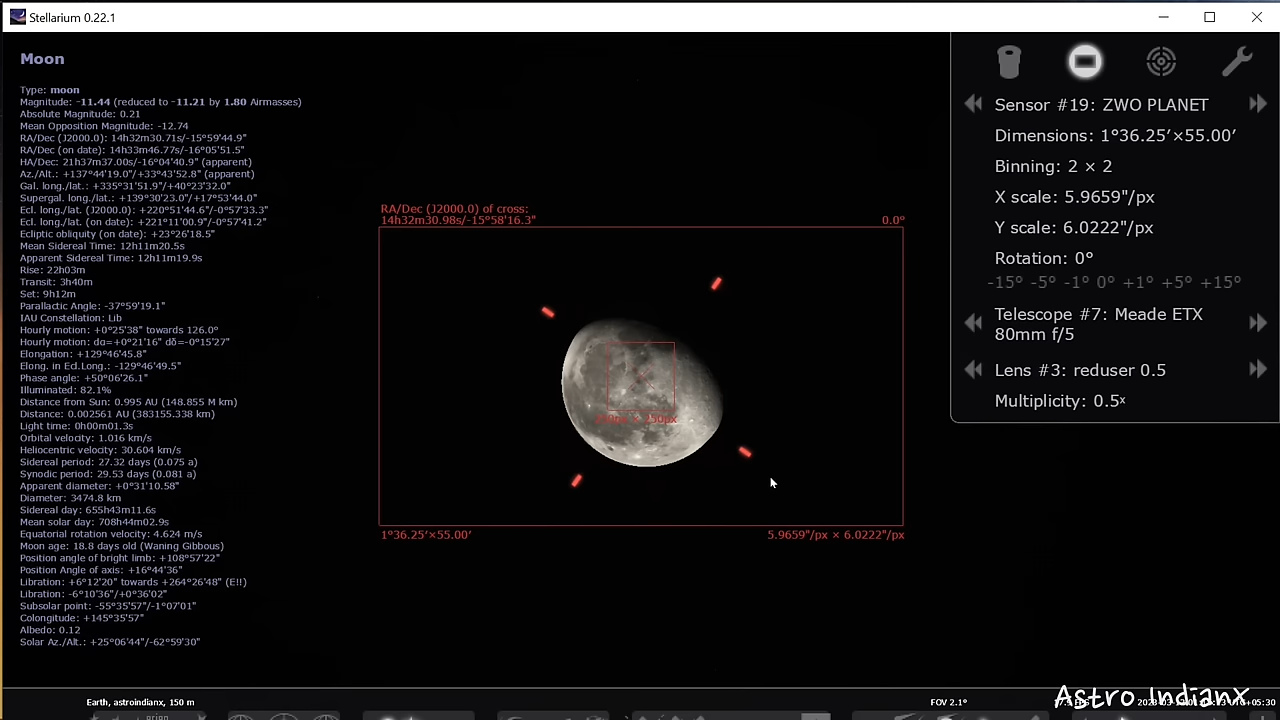 Stellarium 0.22.1
Moon
Type: moon
Magnitude: -11.44 (reduced to -11.21 by 1.80 Airmasses)
Absolute Magnitude: 0.21
Mean Opposition Magnitude: -12.74
RA/Dec (J2000.0): 14h32m30.71s/-15°59'44.9"
RA/Dec (on date): 14h33m46.77s/-16°05'51.5"
HA/Dec: 21h37m37.00s/-16°04'40.9" (apparent)
Az./Alt.: +137°44'19.0"/+33°43'52.8" (apparent)
Gal. long./lat.: +335°31'51.9"/+40°23'32.0"
Supergal. long./lat.: +139°30'23.0"/+17°53'44.0"
Ecl. long./lat. (J2000.0): +220°51'44.6"/-0°57'33.3"
Ecl. long./lat. (on date): +221°11'00.9"/-0°57'41.2"
Ecliptic obliquity (on date): +23°26'18.5"
Mean Sidereal Time: 12h11m20.5s
Apparent Sidereal Time: 12h11m19.9s
Rise: 22h03m
Transit: 3h40m
Set: 9h12m
Parallactic Angle: -37°59'19.1"
IAU Constellation: Lib
Hourly motion: +0°25'38" towards 126.0°
Hourly motion: dα=+0°21'16" dδ=-0°15'27"
Elongation: +129°46'45.8"
Elong. in Ecl.Long.: -129°46'49.5"
Phase angle: +50°06'26.1"
Illuminated: 82.1%
Distance from Sun: 0.995 AU (148.855 M km)
Distance: 0.002561 AU (383155.338 km)
Light time: 0h00m01.3s
Orbital velocity: 1.016 km/s
Heliocentric velocity: 30.604 km/s
Sidereal period: 27.32 days (0.075 a)
Synodic period: 29.53 days (0.081 a)
Apparent diameter: +0°31'10.58"
Diameter: 3474.8 km
Sidereal day: 655h43m11.6s
Mean solar day: 708h44m02.9s
Equatorial rotation velocity: 4.624 m/s
Moon age: 18.8 days old (Waning Gibbous)
Position angle of bright limb: +108°57'22"
Position Angle of axis: +16°44'36"
Libration: +6°12'20" towards +264°26'48" (E!!)
Libration: -6°10'36"/+0°36'02"
Subsolar point: -55°35'57"/-1°07'01"
Colongitude: +145°35'57"
Albedo: 0.12
Solar Az./Alt.: +25°06'44"/-62°59'30"
RA/Dec (J2000.0) of cross:
14h32m30.98s/-15°58'16.3"
0.0°
250px
1°36.25′×55.00′
5.9659"/px × 6.0222"/px
Sensor #19: ZWO PLANET
Dimensions: 1°36.25′×55.00′
Binning: 2 × 2
X scale: 5.9659"/px
Y scale: 6.0222"/px
Rotation: 0°
-15° -5° -1° 0° +1° +5° +15°
Telescope #7: Meade ETX
80mm f/5
Lens #3: reduser 0.5
Multiplicity: 0.5ˣ
Earth, astroindianx, 150 m
FOV 2.1°
UTC+05:30
Astro IndianX